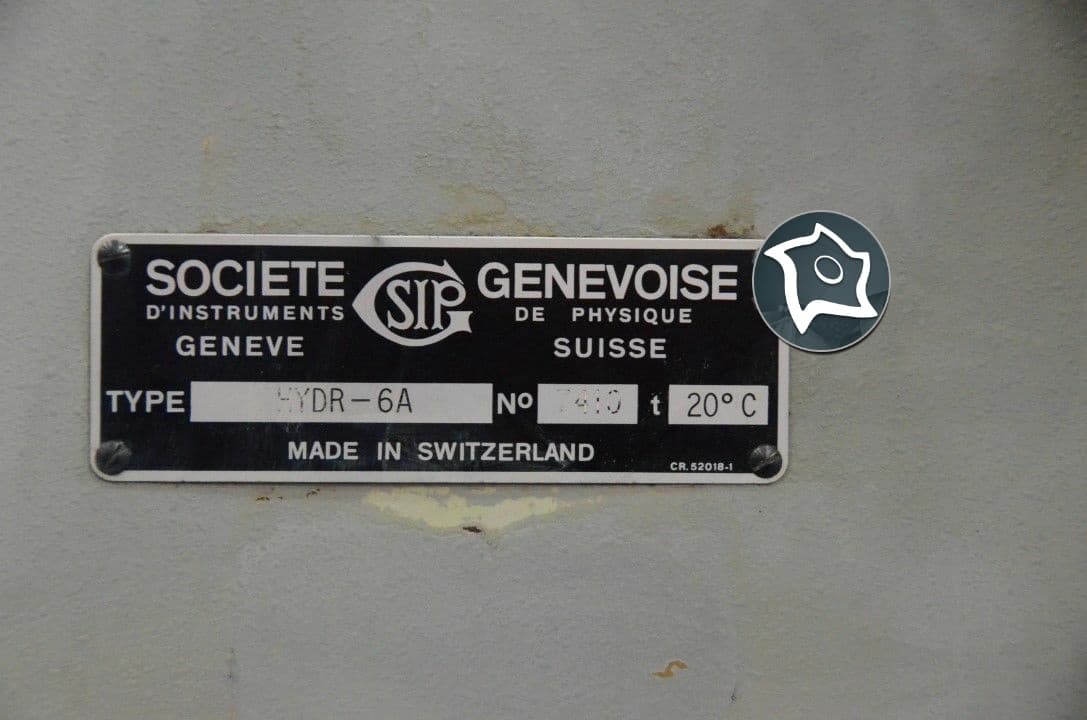 SOCIETE SIP GENEVOISE
D'INSTRUMENTS DE PHYSIQUE
GENEVE SUISSE
TYPE HYDR-6A No 7410 t 20°C
MADE IN SWITZERLAND
CR.52018-1